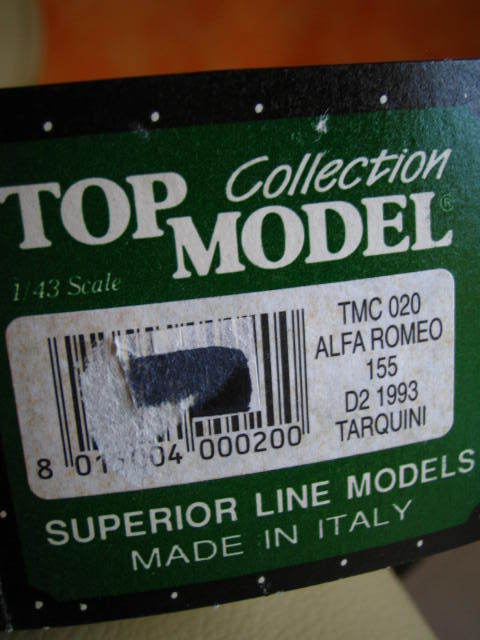 Collection
TOP MODEL ®
1/43 Scale
TMC 020
ALFA ROMEO
155
D2 1993
TARQUINI
8 000200
SUPERIOR LINE MODELS
MADE IN ITALY